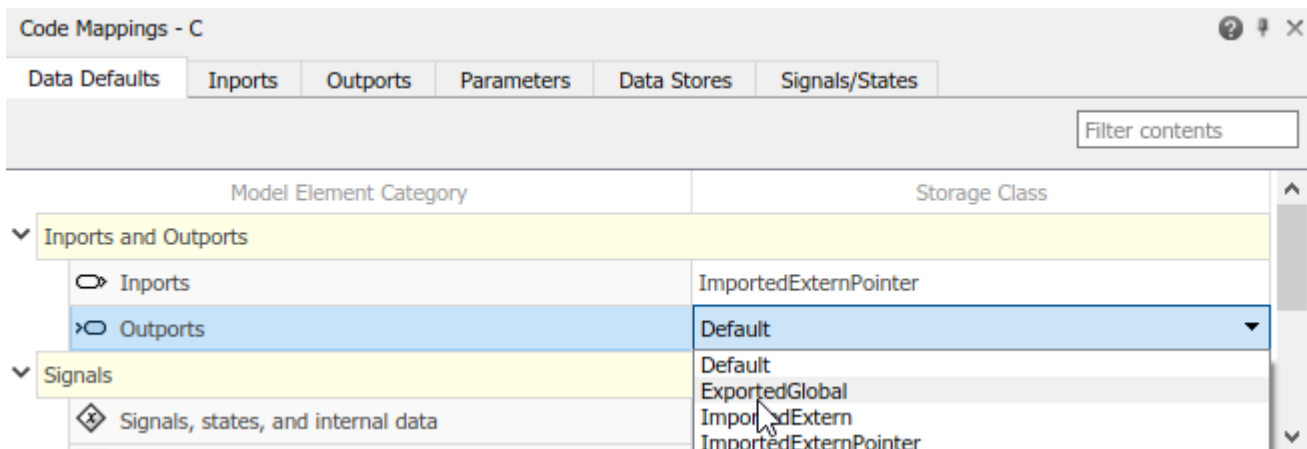 Code Mappings - C
Data Defaults Inports Outports Parameters Data Stores Signals/States
Filter contents
Model Element Category Storage Class
Inports and Outports
Inports ImportedExternPointer
Outports Default
Default
Signals
ExportedGlobal
Signals, states, and internal data ImportedExtern
ImportedExternPointer